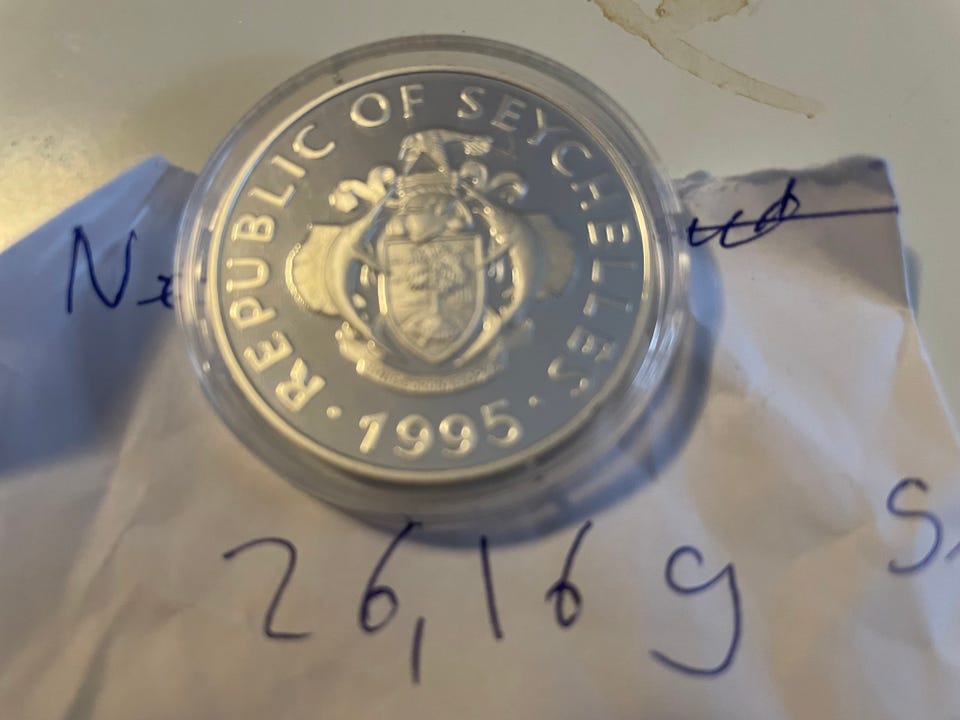 REPUBLIC OF SEYCHELLES
1995
26,16 g